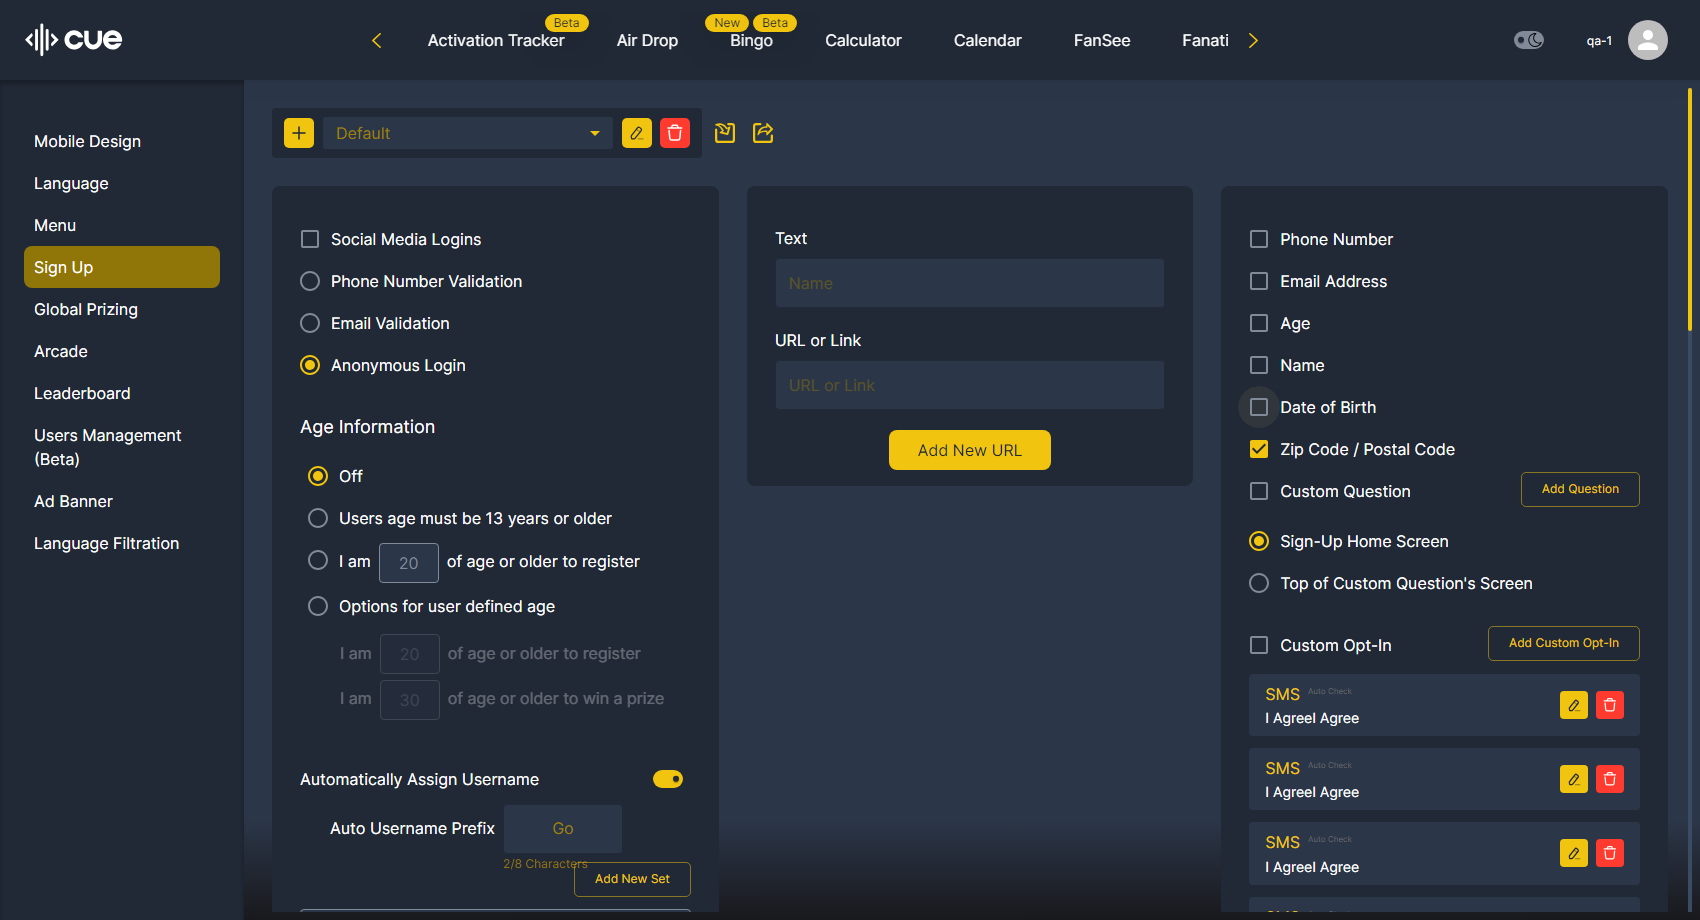 cue
Beta
New
Beta
Activation Tracker
Air Drop
Bingo
Calculator
Calendar
FanSee
Fanati
qa-1
Mobile Design
Language
Menu
Sign Up
Global Prizing
Arcade
Leaderboard
Users Management
(Beta)
Ad Banner
Language Filtration
Default
Social Media Logins
Phone Number Validation
Email Validation
Anonymous Login
Age Information
Off
Users age must be 13 years or older
I am 20 of age or older to register
Options for user defined age
I am 20 of age or older to register
I am 30 of age or older to win a prize
Automatically Assign Username
Auto Username Prefix Go
2/8 Characters
Add New Set
Text
Name
URL or Link
URL or Link
Add New URL
Phone Number
Email Address
Age
Name
Date of Birth
Zip Code / Postal Code
Custom Question
Add Question
Sign-Up Home Screen
Top of Custom Question's Screen
Custom Opt-In
Add Custom Opt-In
SMS Auto Check
I AgreeI Agree
SMS Auto Check
I AgreeI Agree
SMS Auto Check
I AgreeI Agree